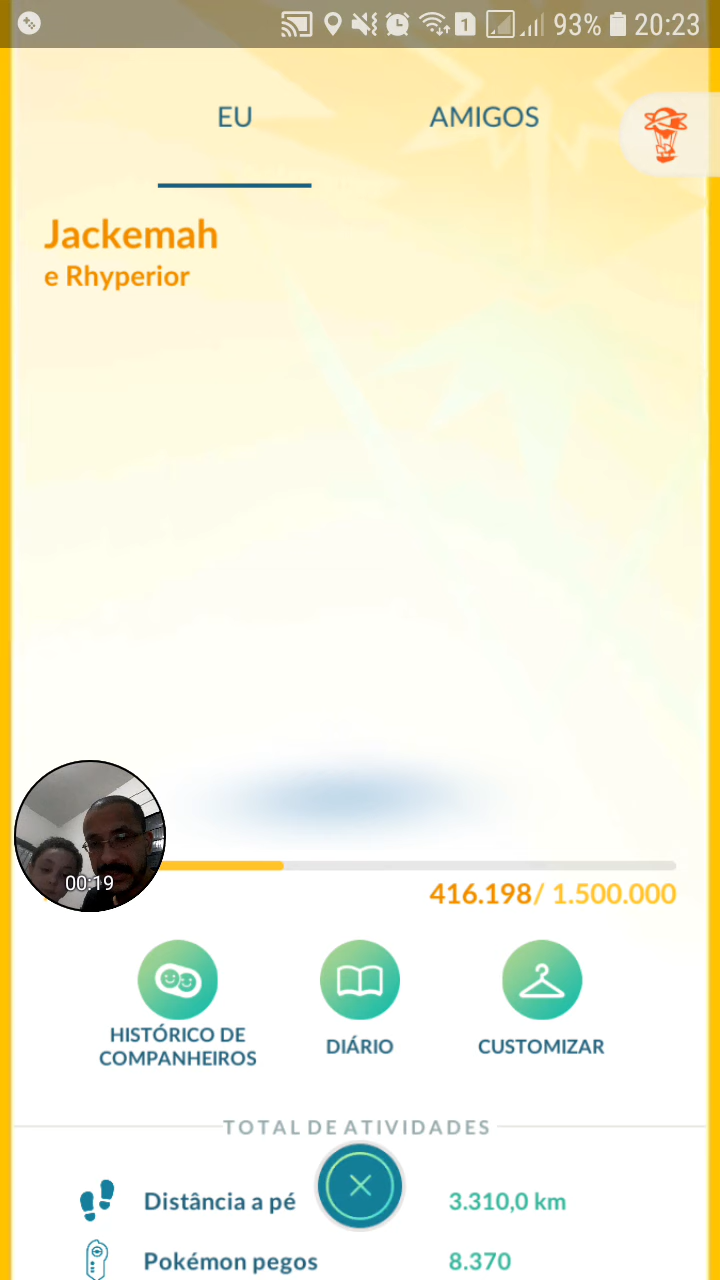 93% 20:23
EU AMIGOS
Jackemah
e Rhyperior
00:19
416.198/ 1.500.000
HISTÓRICO DE
COMPANHEIROS
DIÁRIO
CUSTOMIZAR
TOTAL DE ATIVIDADES
Distância a pé 3.310,0 km
Pokémon pegos 8.370